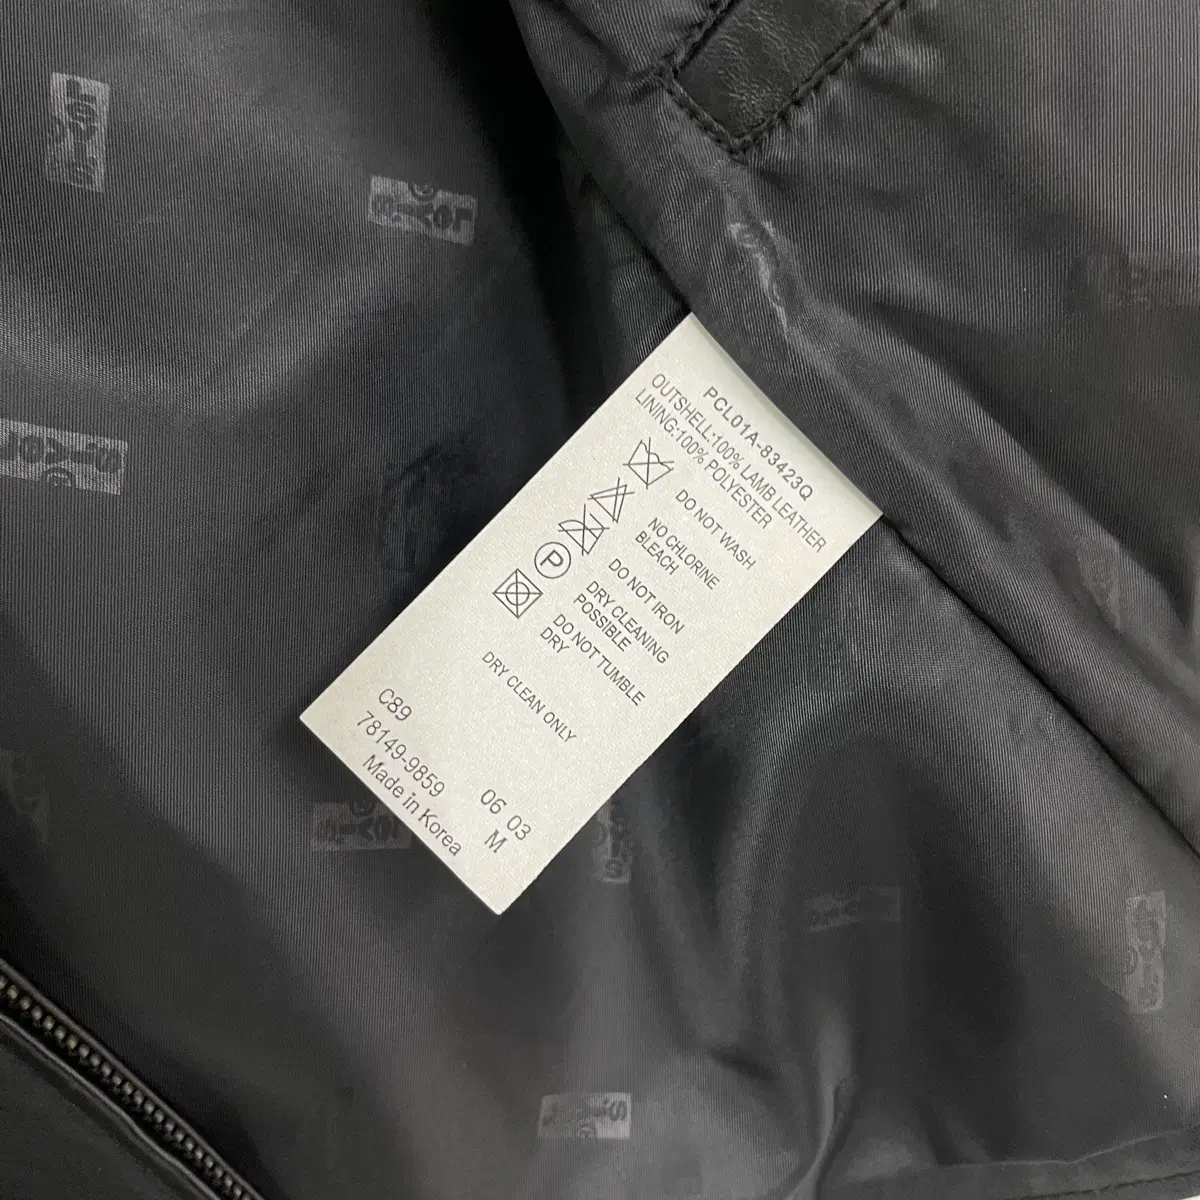 PCL01A-83423Q
OUTSHELL:100% LAMB LEATHER
LINING:100% POLYESTER
DO NOT WASH
NO CHLORINE
BLEACH
DO NOT IRON
P
DRY CLEANING
POSSIBLE
DO NOT TUMBLE
DRY
DRY CLEAN ONLY
C89
78149-9859 06 03
Made in Korea M